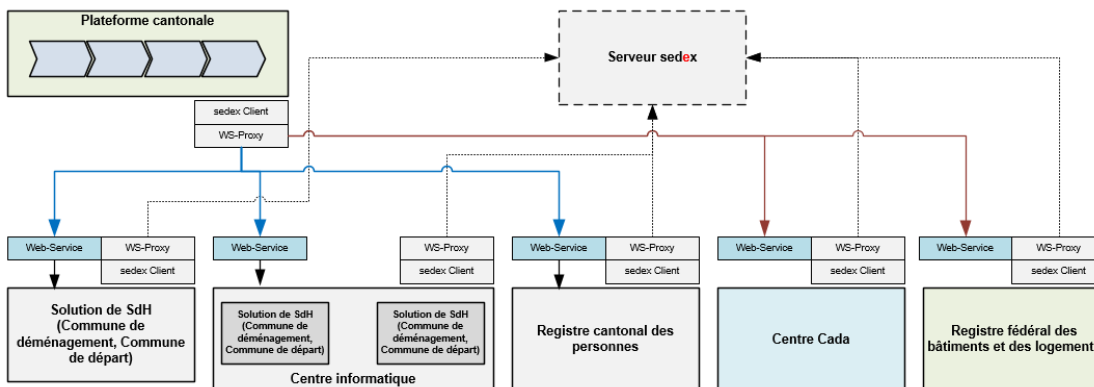 Plateforme cantonale
Serveur sedex
sedex Client
WS-Proxy
Web-Service
WS-Proxy
sedex Client
Web-Service
WS-Proxy
sedex Client
Web-Service
WS-Proxy
sedex Client
Web-Service
WS-Proxy
sedex Client
Web-Service
WS-Proxy
sedex Client
Solution de SdH
(Commune de
déménagement, Commune
de départ)
Solution de SdH
(Commune de
déménagement,
Commune de départ)
Solution de SdH
(Commune de
déménagement,
Commune de départ)
Centre informatique
Registre cantonal des
personnes
Centre Cada
Registre fédéral des
bâtiments et des logement